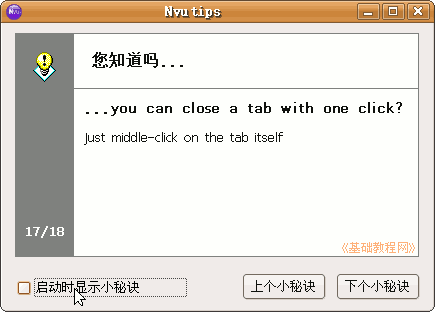 Nvu tips
您知道吗...
...you can close a tab with one click?
Just middle-click on the tab itself
17/18
《基础教程网》
启动时显示小秘诀
上个小秘诀
下个小秘诀